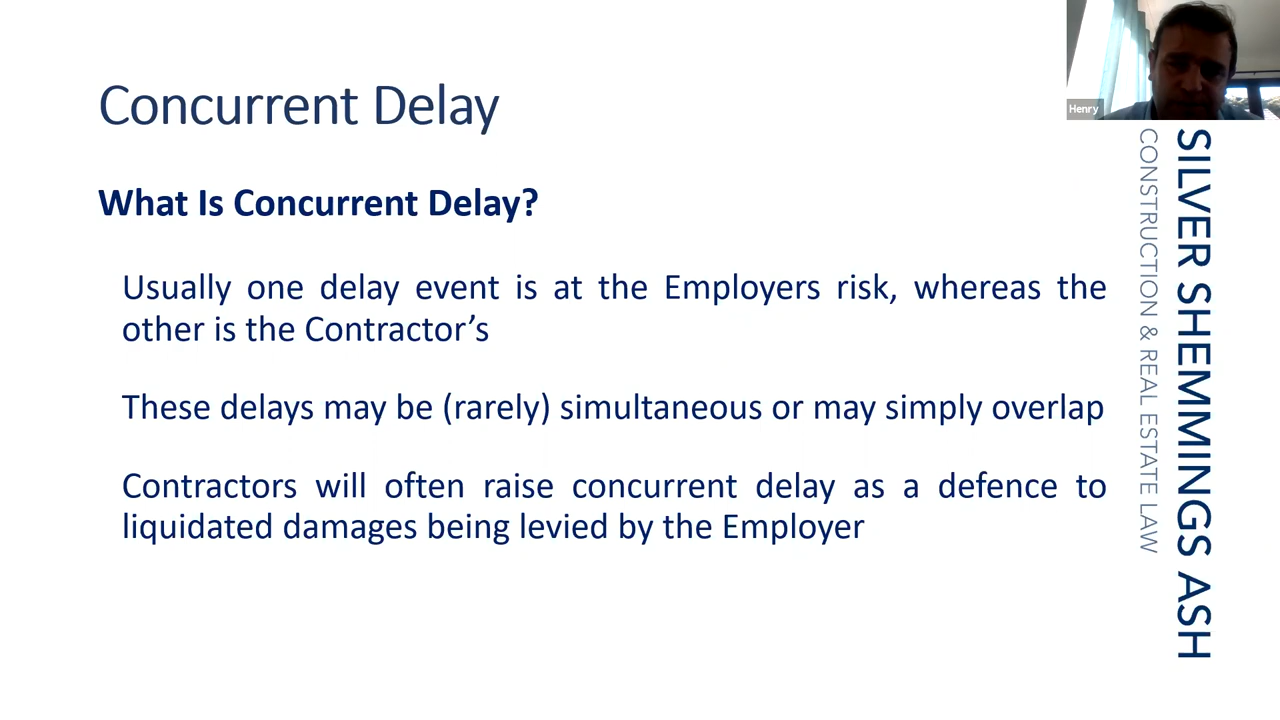 Concurrent Delay
What Is Concurrent Delay?
Usually one delay event is at the Employers risk, whereas the
other is the Contractor’s
These delays may be (rarely) simultaneous or may simply overlap
Contractors will often raise concurrent delay as a defence to
liquidated damages being levied by the Employer
Henry
SILVER SHEMMINGS ASH
CONSTRUCTION & REAL ESTATE LAW